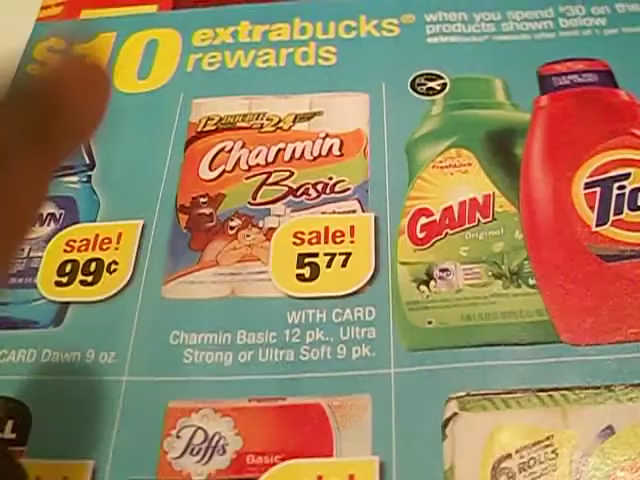 $10 extrabucks®
rewards
when you spend $30 on the
products shown below
12 DOUBLE 24
Charmin
Basic
sale!
5 77
WITH CARD
Charmin Basic 12 pk., Ultra
Strong or Ultra Soft 9 pk.
sale!
99¢
CARD Dawn 9 oz.
GAIN
Original
Tid
Puffs
Basic
ROLLS